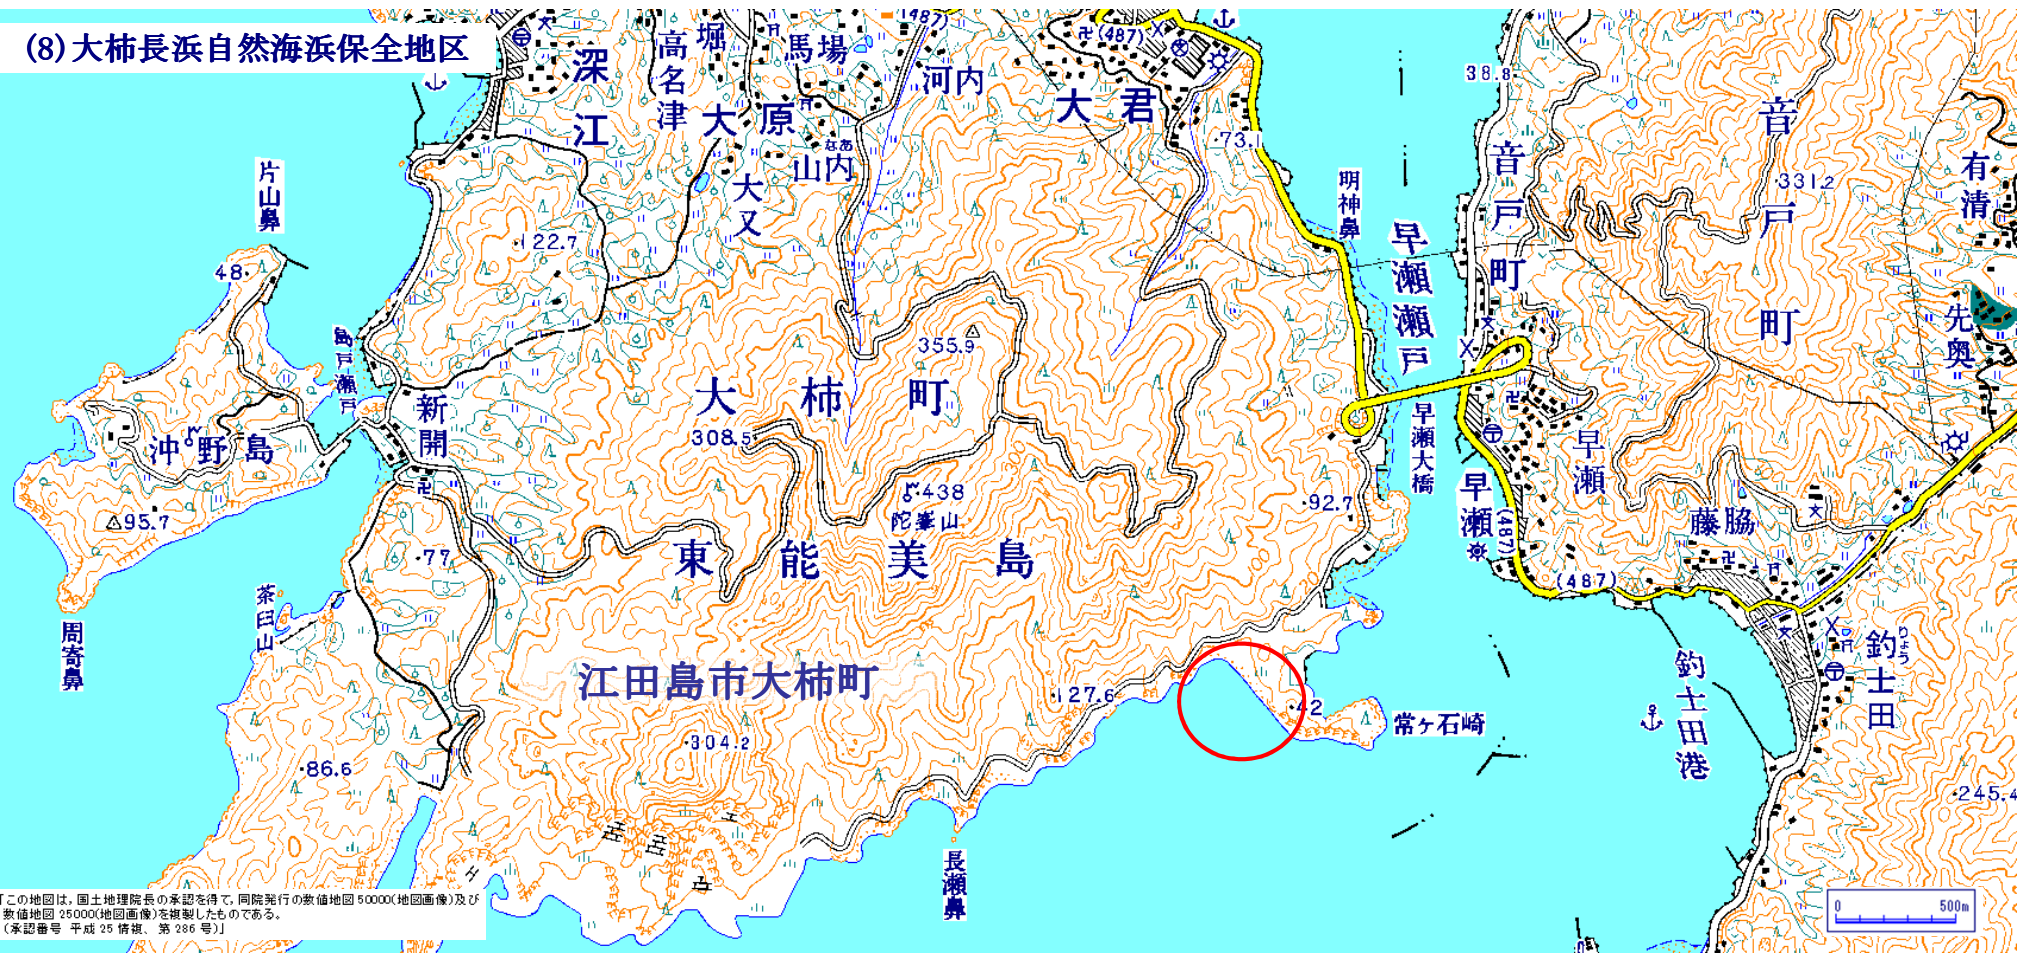 (8)大柿長浜自然海浜保全地区
(487)
深江
高名津
堀
馬場
河内
(487)
大君
大原
山内
なあ
大又
73.1
38.8
音戸町
音戸町
331.2
有清
先奥
片山鼻
48
122.7
明神鼻
早瀬瀬戸
島戸瀬戸
新開
沖野島
95.7
周寄鼻
355.9
大柿町
308.5
438
陀峯山
東能美島
92.7
早瀬大橋
早瀬
早瀬
(487)
藤脇
(487)
釣士田
りょう
釣士田港
77
茶臼山
江田島市大柿町
127.6
42
常ヶ石崎
304.2
86.6
245.4
長瀬鼻
「この地図は，国土地理院長の承認を得て，同院発行の数値地図50000(地図画像)及び
数値地図25000(地図画像)を複製したものである。
(承認番号 平成25情複、第286号)」
0 500m